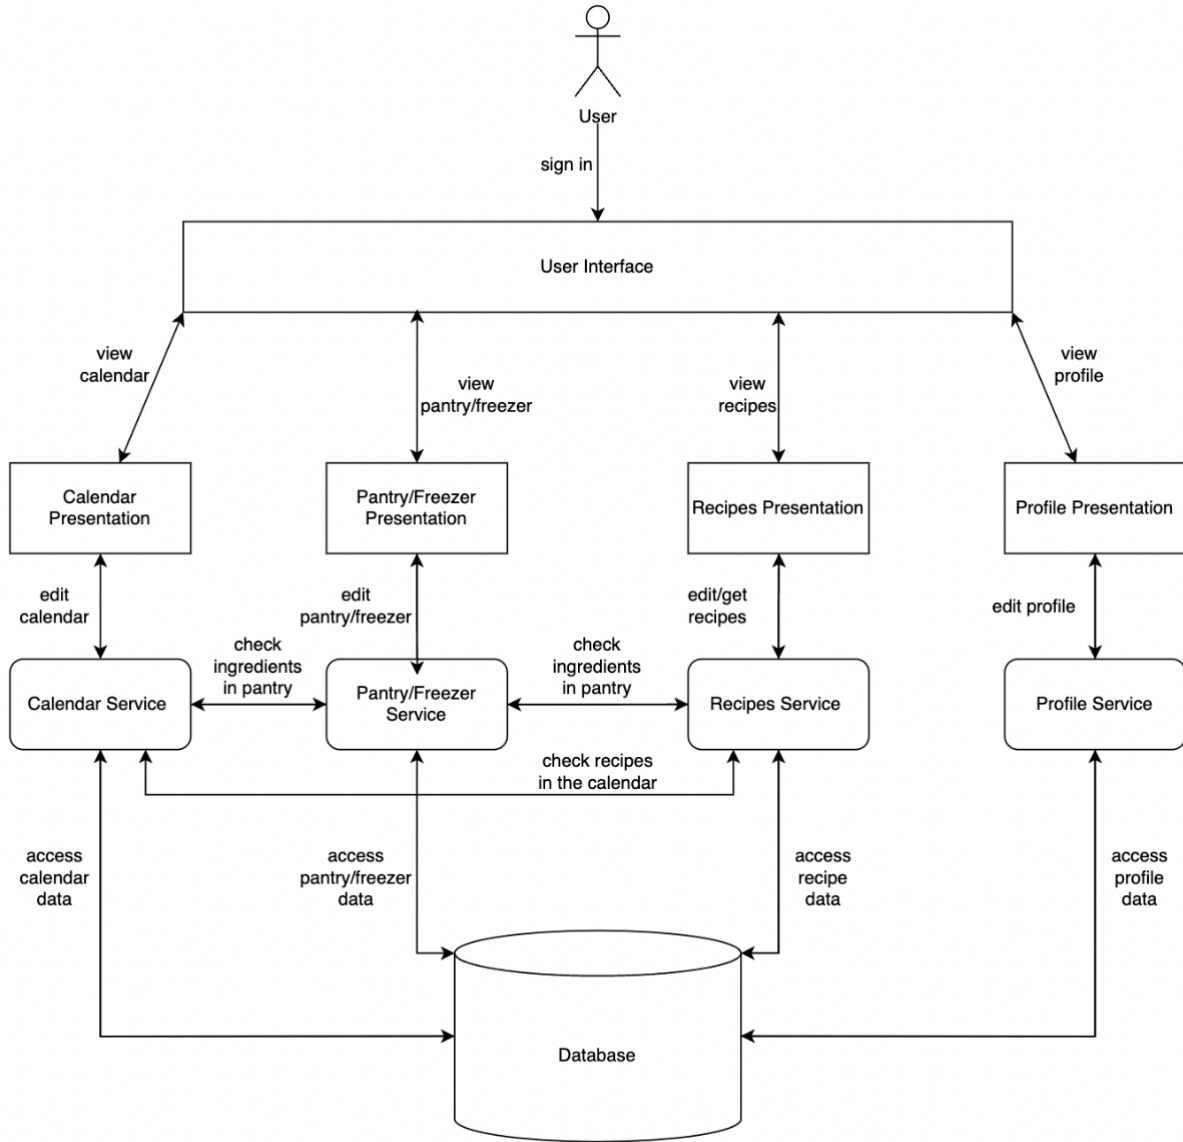 User
sign in
User Interface
view
calendar
view
pantry/freezer
view
recipes
view
profile
Calendar
Presentation
Pantry/Freezer
Presentation
Recipes Presentation
Profile Presentation
edit
calendar
edit
pantry/freezer
edit/get
recipes
edit profile
check
ingredients
in pantry
check
ingredients
in pantry
Calendar Service
Pantry/Freezer
Service
Recipes Service
Profile Service
check recipes
in the calendar
access
calendar
data
access
pantry/freezer
data
access
recipe
data
access
profile
data
Database